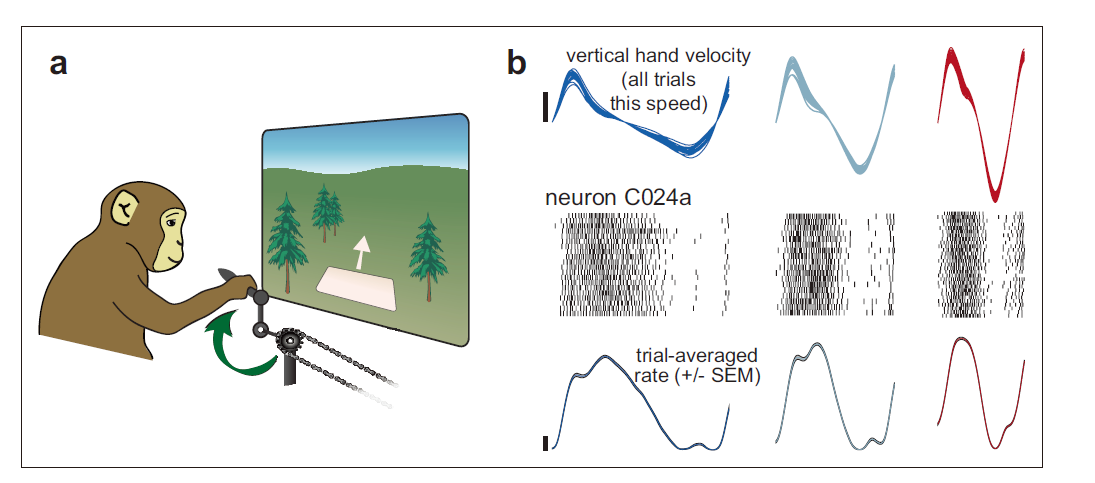 a
b
vertical hand velocity
(all trials
this speed)
neuron C024a
trial-averaged
rate (+/- SEM)